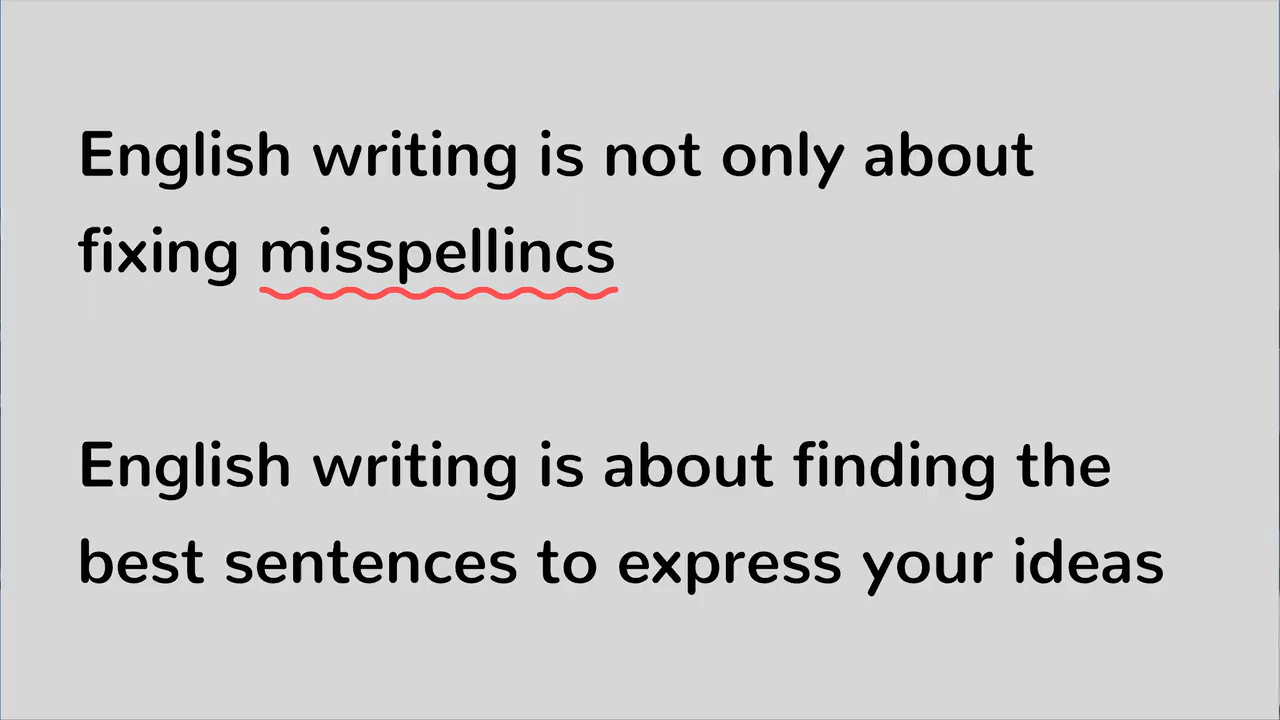 English writing is not only about
fixing misspellincs
English writing is about finding the
best sentences to express your ideas